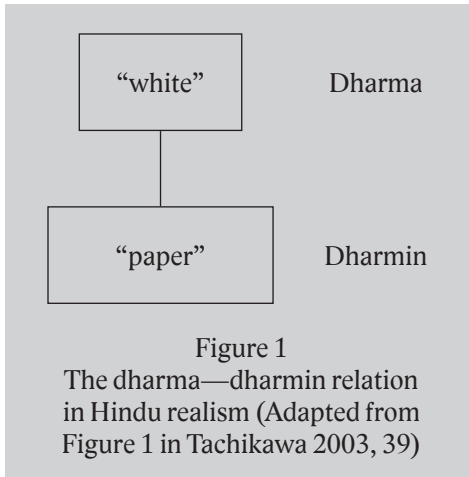 “white” Dharma
“paper” Dharmin
Figure 1
The dharma—dharmin relation
in Hindu realism (Adapted from
Figure 1 in Tachikawa 2003, 39)